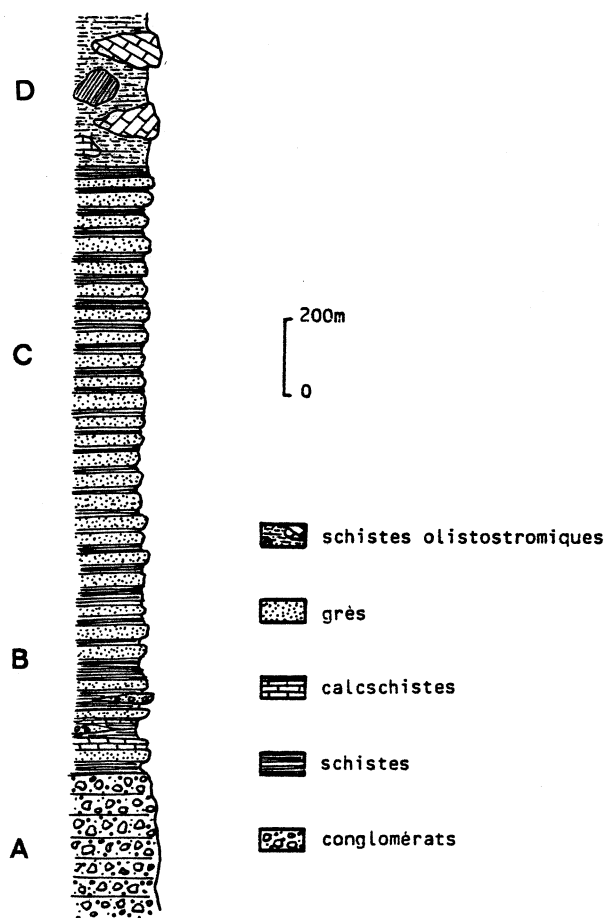 D
C
200m
0
schistes olistostromiques
grès
B
calcschistes
schistes
A
conglomérats